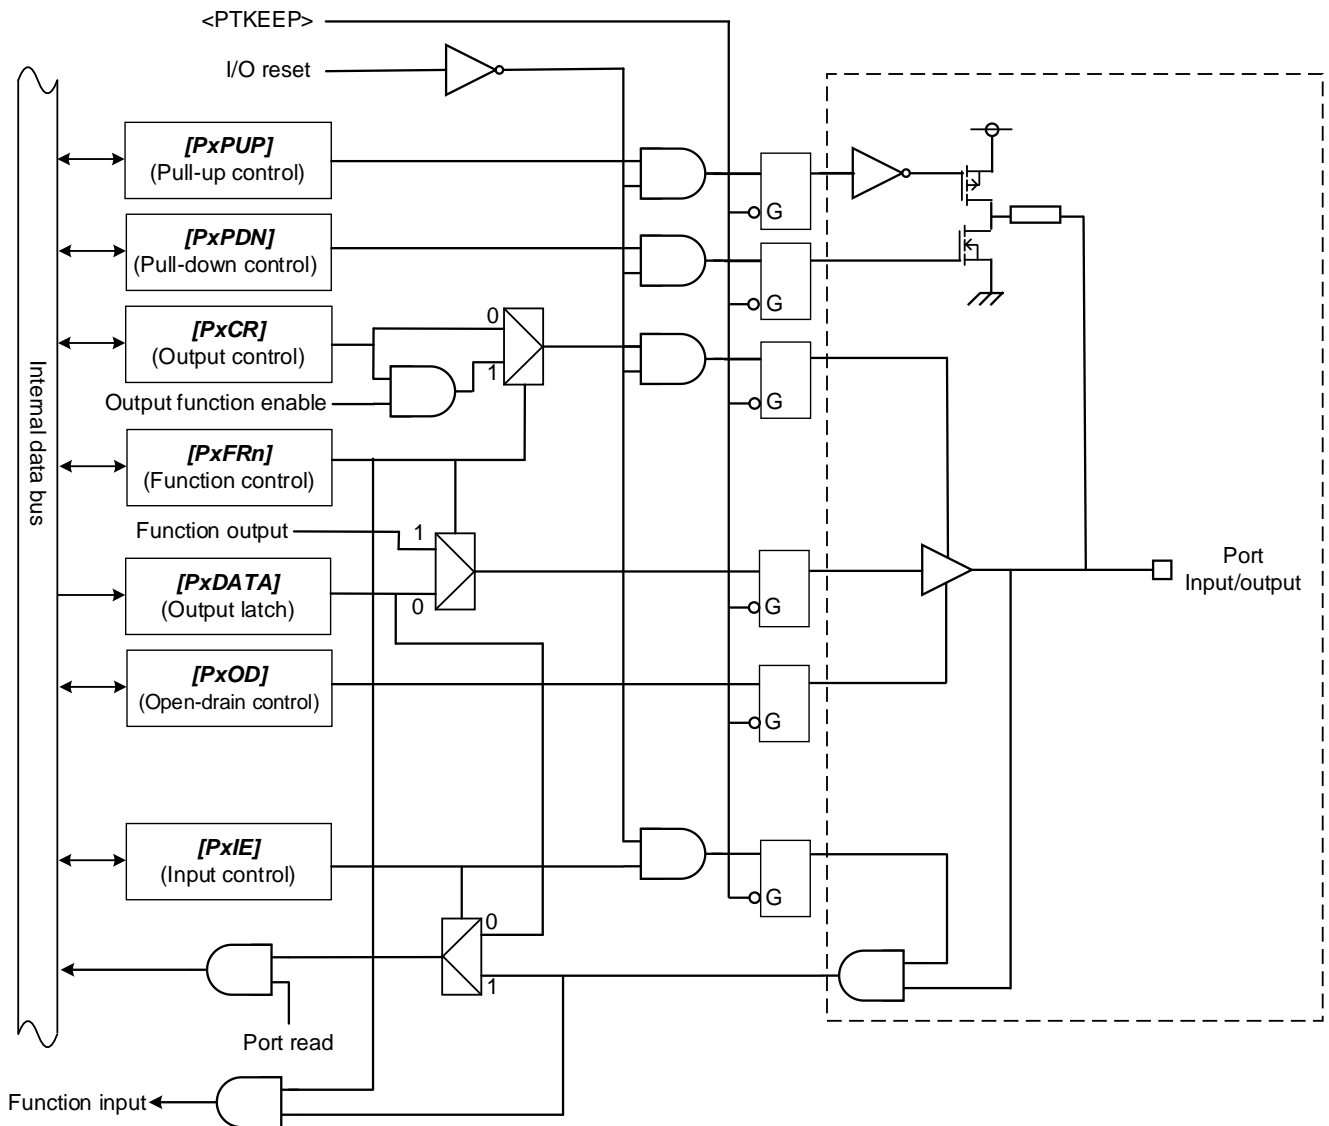 <PTKEEP>
I/O reset
[PxPUP]
(Pull-up control)
G
[PxPDN]
(Pull-down control)
G
[PxCR]
(Output control)
0
1
G
Output function enable
Internal data bus
[PxFRn]
(Function control)
Function output
1
[PxDATA]
(Output latch)
0
G
Port
Input/output
[PxOD]
(Open-drain control)
G
[PxIE]
(Input control)
G
0
1
Port read
Function input